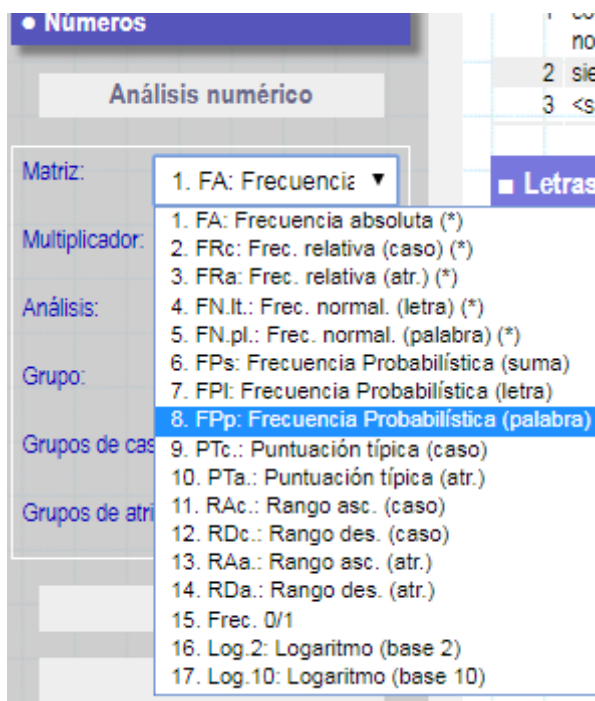 • Números
Análisis numérico
Matriz:
1. FA: Frecuencia ▼
Multiplicador:
Análisis:
Grupo:
Grupos de cas
Grupos de atri
1. FA: Frecuencia absoluta (*)
2. FRc: Frec. relativa (caso) (*)
3. FRa: Frec. relativa (atr.) (*)
4. FN.lt.: Frec. normal. (letra) (*)
5. FN.pl.: Frec. normal. (palabra) (*)
6. FPs: Frecuencia Probabilística (suma)
7. FPl: Frecuencia Probabilística (letra)
8. FPp: Frecuencia Probabilística (palabra)
9. PTc.: Puntuación típica (caso)
10. PTa.: Puntuación típica (atr.)
11. RAc.: Rango asc. (caso)
12. RDc.: Rango des. (caso)
13. RAa.: Rango asc. (atr.)
14. RDa.: Rango des. (atr.)
15. Frec. 0/1
16. Log.2: Logaritmo (base 2)
17. Log.10: Logaritmo (base 10)
no
2 sie
3 <s
■ Letras